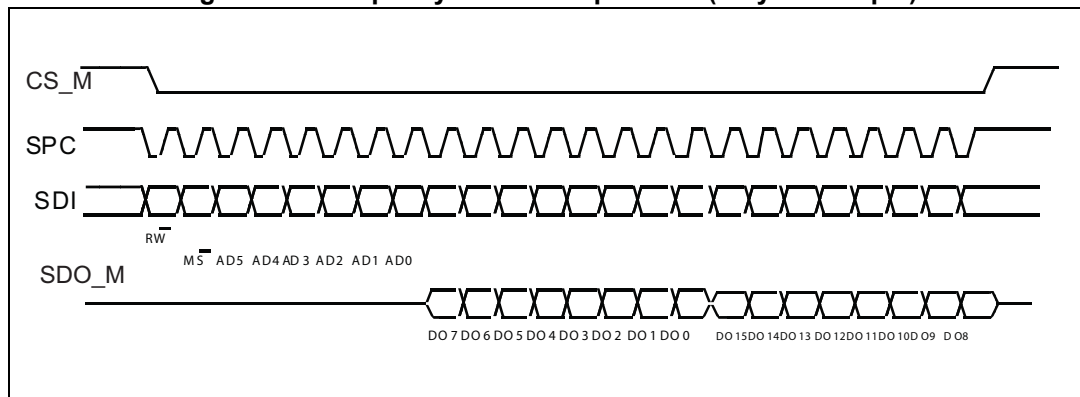 CS_M
SPC
SDI
RW
MS AD5 AD4 AD3 AD2 AD1 AD0
SDO_M
DO7 DO6 DO5 DO4 DO3 DO2 DO1 DO0 DO15 DO14 DO13 DO12 DO11 DO10 DO9 DO8